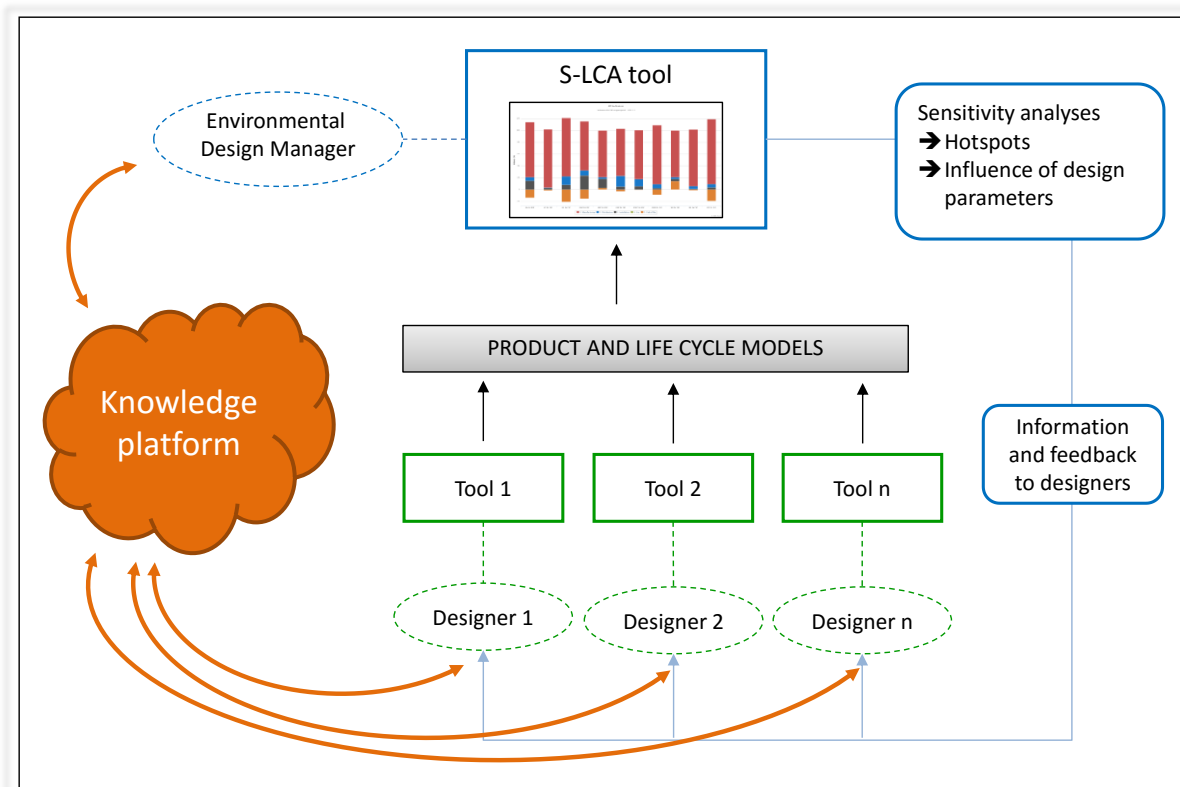 S-LCA tool
Environmental
Design Manager
Sensitivity analyses
➔ Hotspots
➔ Influence of design
parameters
PRODUCT AND LIFE CYCLE MODELS
Knowledge
platform
Tool 1
Tool 2
Tool n
Information
and feedback
to designers
Designer 1
Designer 2
Designer n